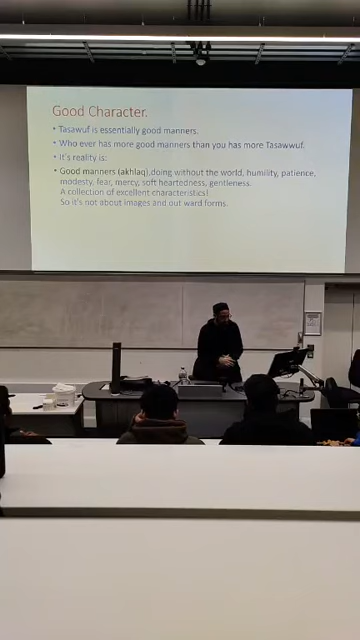 Good Character.
• Tasawuf is essentially good manners.
• Who ever has more good manners than you has more Tasawwuf.
• It's reality is:
• Good manners (akhlaq),doing without the world, humility, patience,
modesty, fear, mercy, soft heartedness, gentleness.
A collection of excellent characteristics!
So it's not about images and out ward forms.